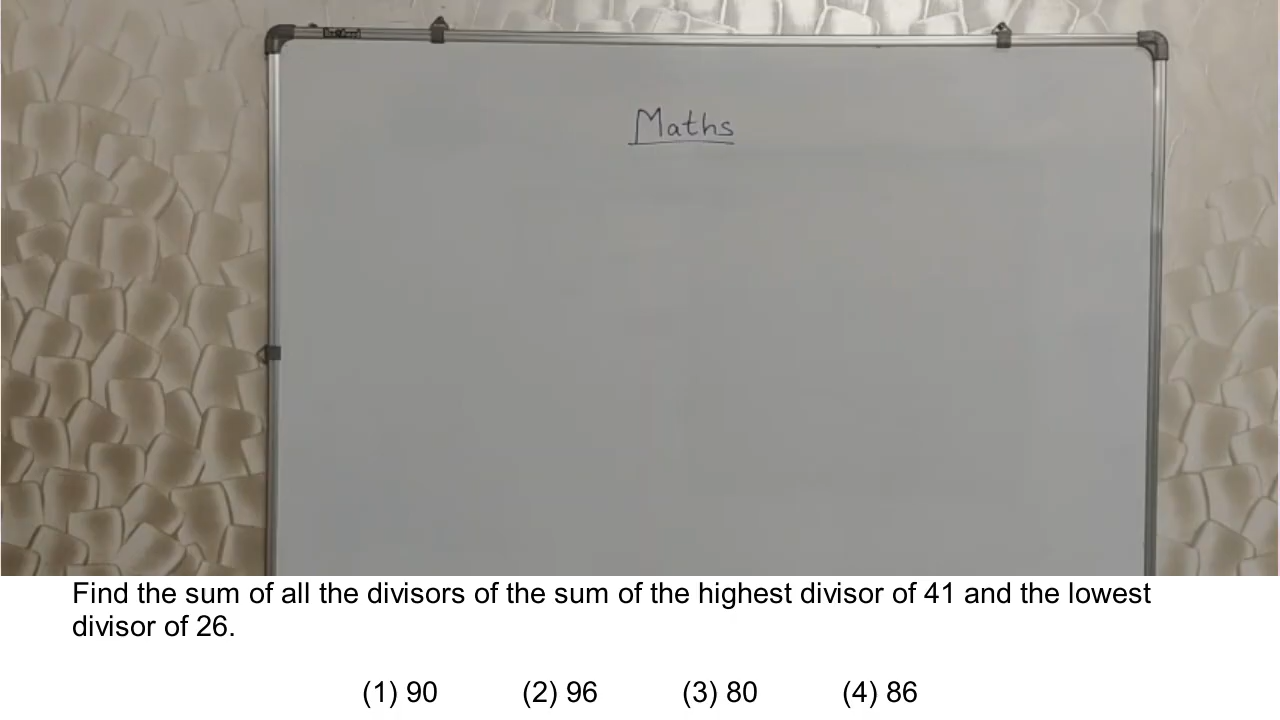 Maths
Find the sum of all the divisors of the sum of the highest divisor of 41 and the lowest
divisor of 26.
(1) 90 (2) 96 (3) 80 (4) 86